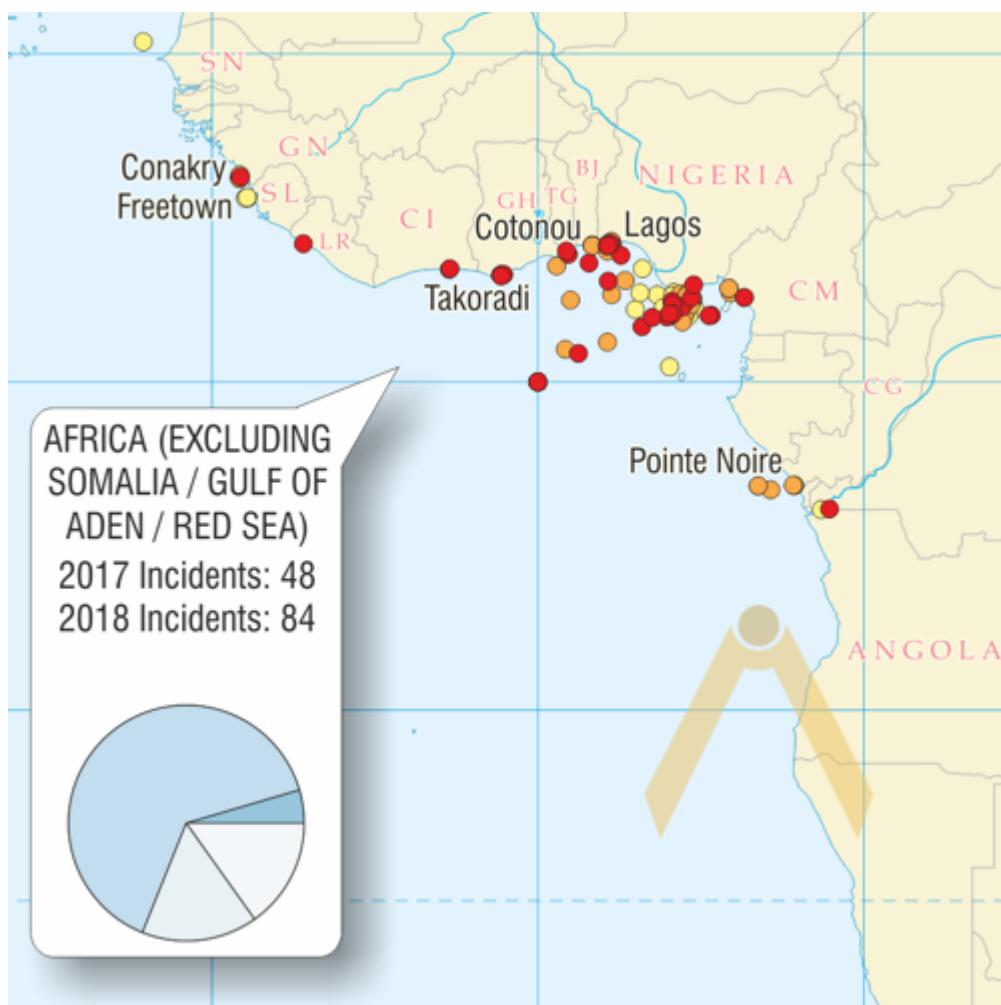 SN
GN
Conakry
Freetown
SL
LR
CI
GH
TG
BJ
NIGERIA
Cotonou
Lagos
Takoradi
CM
CG
Pointe Noire
ANGOLA
AFRICA (EXCLUDING
SOMALIA / GULF OF
ADEN / RED SEA)
2017 Incidents: 48
2018 Incidents: 84